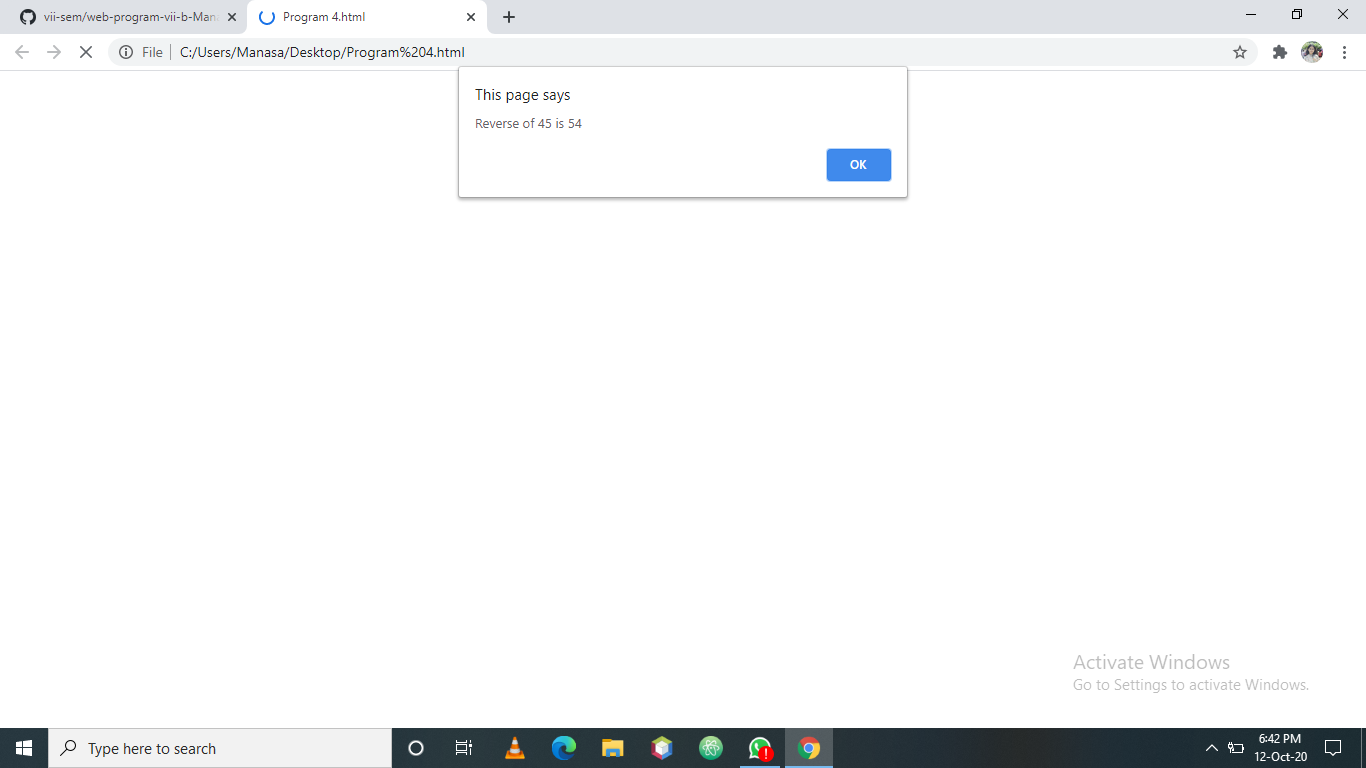 vii-sem/web-program-vii-b-Mana
Program 4.html
File
C:/Users/Manasa/Desktop/Program%204.html
This page says
Reverse of 45 is 54
OK
Activate Windows
Go to Settings to activate Windows.
Type here to search
6:42 PM
12-Oct-20